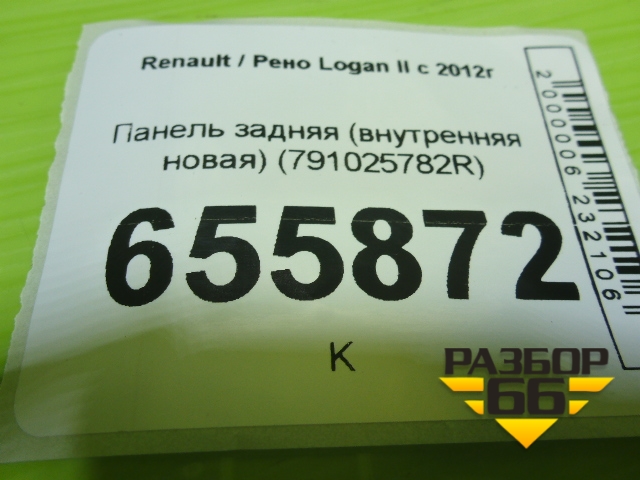 Renault / Рено Logan II с 2012г
Панель задняя (внутренняя
новая) (791025782R)
655872
К
2000006232106
РАЗБОР
66